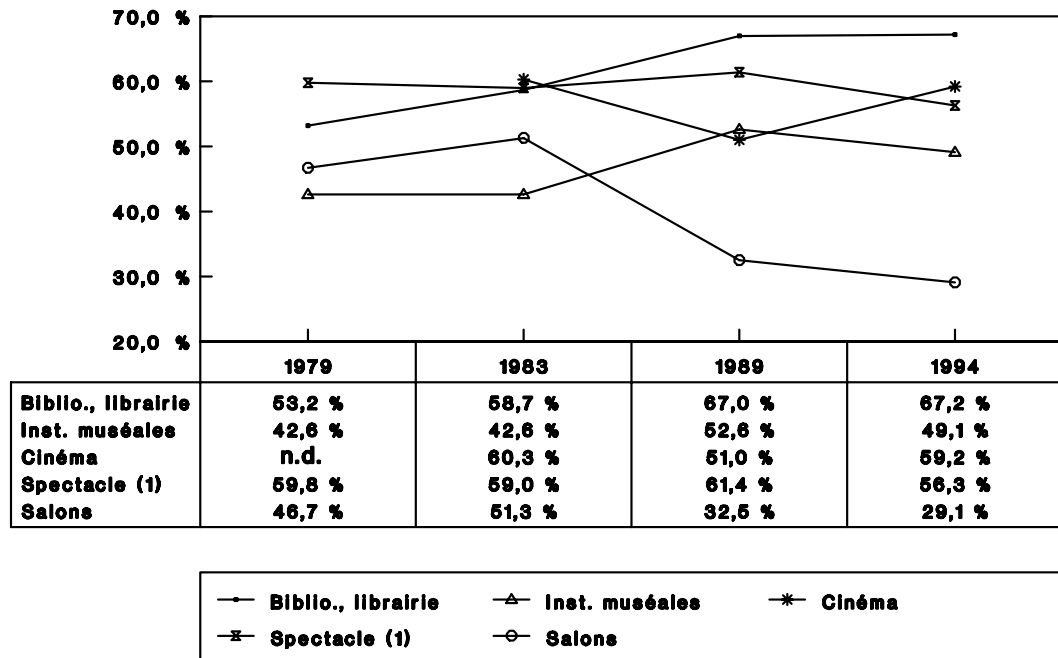 70,0 %
60,0 %
50,0 %
40,0 %
30,0 %
20,0 %
1979 1983 1989 1994
Biblio., librairie 53,2 % 58,7 % 67,0 % 67,2 %
Inst. muséales 42,6 % 42,6 % 52,6 % 49,1 %
Cinéma n.d. 60,3 % 51,0 % 59,2 %
Spectacle (1) 59,8 % 59,0 % 61,4 % 56,3 %
Salons 46,7 % 51,3 % 32,5 % 29,1 %
Biblio., librairie Inst. muséales Cinéma
Spectacle (1) Salons